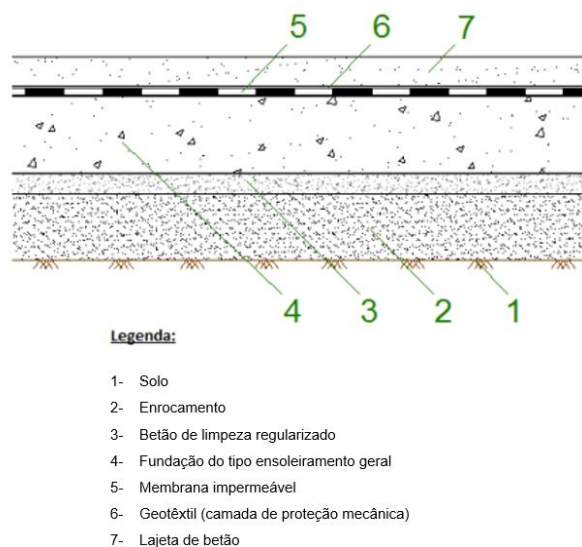 5 6 7
4 3 2 1
Legenda:
1- Solo
2- Enrocamento
3- Betão de limpeza regularizado
4- Fundação do tipo ensoleiramento geral
5- Membrana impermeável
6- Geotêxtil (camada de proteção mecânica)
7- Lajeta de betão